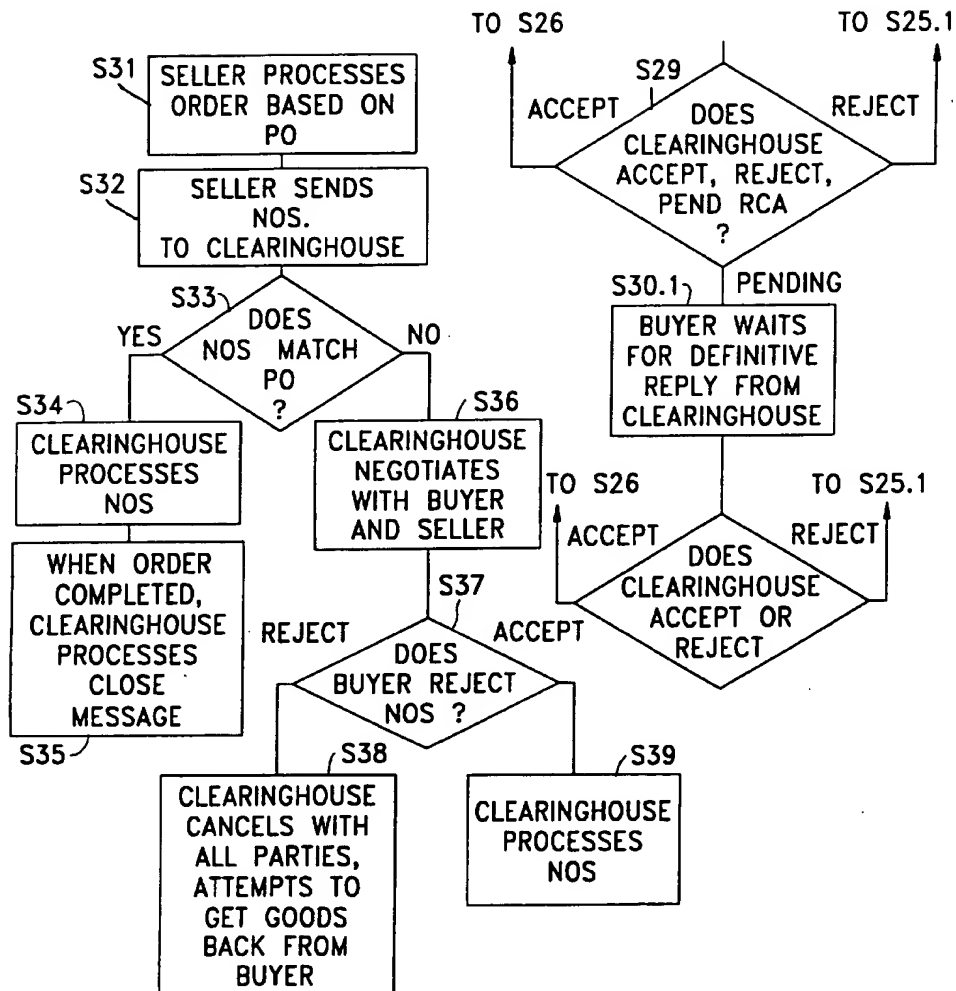 S31
SELLER PROCESSES
ORDER BASED ON
PO
S32
SELLER SENDS
NOS.
TO CLEARINGHOUSE
S33
DOES
NOS MATCH
PO
?
YES
NO
S34
CLEARINGHOUSE
PROCESSES
NOS
WHEN ORDER
COMPLETED,
CLEARINGHOUSE
PROCESSES
CLOSE
MESSAGE
S35
S36
CLEARINGHOUSE
NEGOTIATES
WITH BUYER
AND SELLER
S37
REJECT
ACCEPT
DOES
BUYER REJECT
NOS ?
S38
CLEARINGHOUSE
CANCELS WITH
ALL PARTIES,
ATTEMPTS TO
GET GOODS
BACK FROM
BUYER
S39
CLEARINGHOUSE
PROCESSES
NOS
TO S26
TO S25.1
S29
ACCEPT
REJECT
DOES
CLEARINGHOUSE
ACCEPT, REJECT,
PEND RCA
?
PENDING
S30.1
BUYER WAITS
FOR DEFINITIVE
REPLY FROM
CLEARINGHOUSE
TO S26
TO S25.1
ACCEPT
REJECT
DOES
CLEARINGHOUSE
ACCEPT OR
REJECT